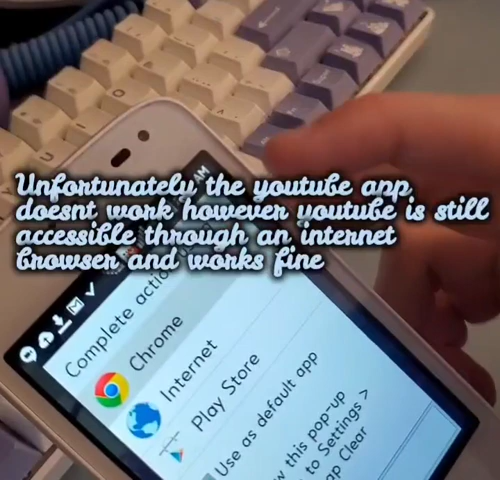 Unfortunately the youtube app
doesnt work however youtube is still
accessible through an internet
browser and works fine
AM
Complete actio
Chrome
Internet
Play Store
Use as default app
this pop-up
to Settings >
Clear
O
U